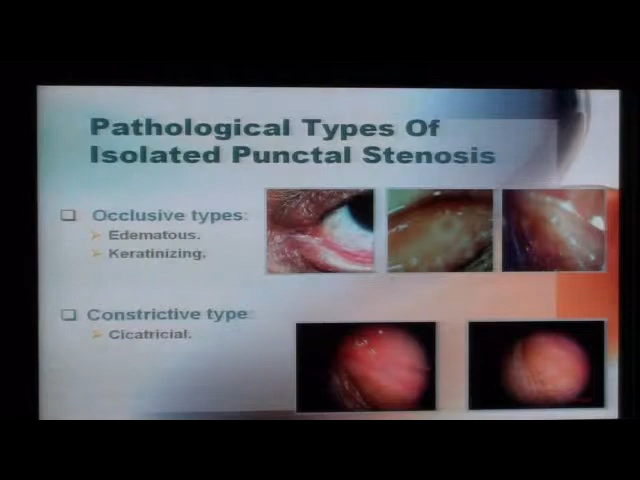 Pathological Types Of
Isolated Punctal Stenosis
Occlusive types:
Edematous.
Keratinizing.
Constrictive type:
Cicatricial.